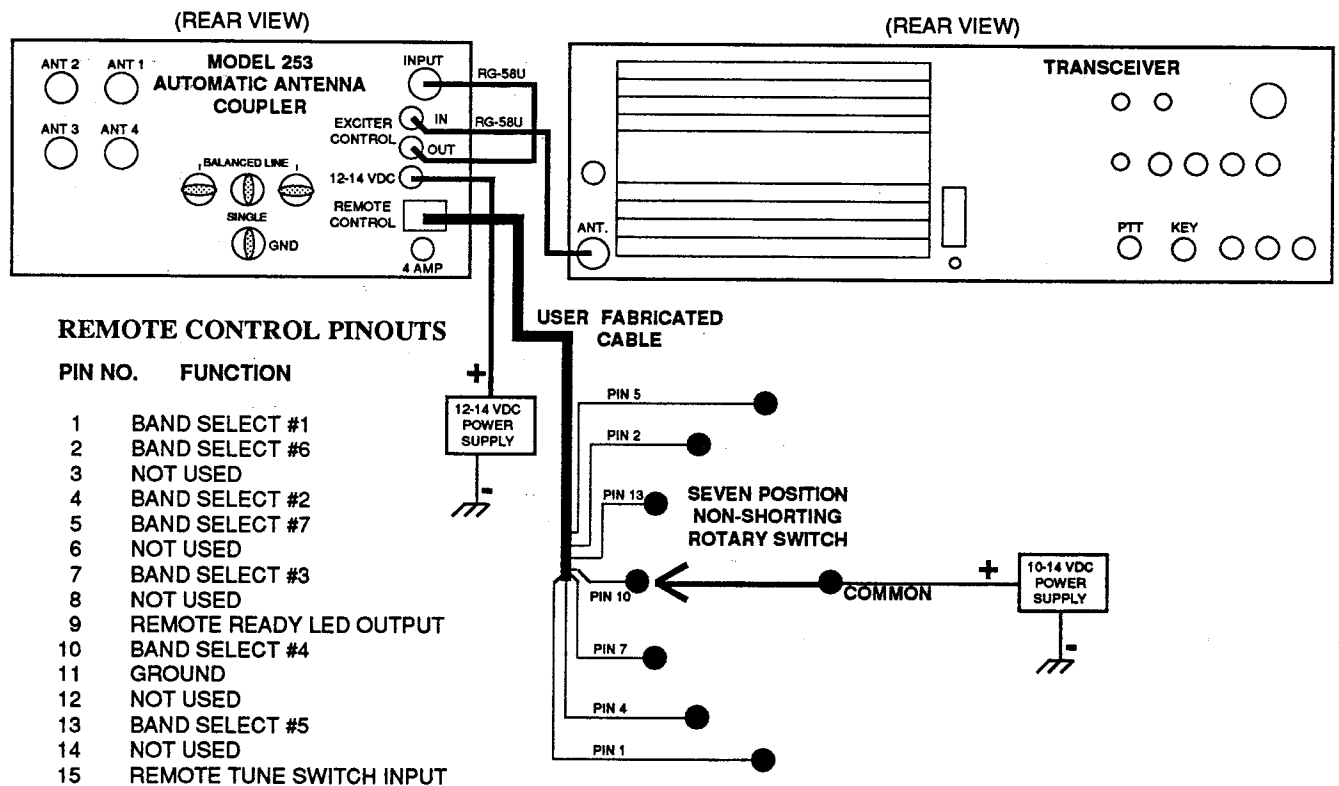 (REAR VIEW)
(REAR VIEW)
MODEL 253
AUTOMATIC ANTENNA
COUPLER
ANT 2
ANT 1
ANT 3
ANT 4
INPUT
RG-58U
EXCITER
CONTROL
IN
RG-58U
OUT
BALANCED LINE
12-14 VDC
SINGLE
REMOTE
CONTROL
GND
4 AMP
TRANSCEIVER
ANT.
PTT
KEY
REMOTE CONTROL PINOUTS
PIN NO. FUNCTION
1 BAND SELECT #1
2 BAND SELECT #6
3 NOT USED
4 BAND SELECT #2
5 BAND SELECT #7
6 NOT USED
7 BAND SELECT #3
8 NOT USED
9 REMOTE READY LED OUTPUT
10 BAND SELECT #4
11 GROUND
12 NOT USED
13 BAND SELECT #5
14 NOT USED
15 REMOTE TUNE SWITCH INPUT
+
12-14 VDC
POWER
SUPPLY
-
USER FABRICATED
CABLE
PIN 5
PIN 2
PIN 13
PIN 10
PIN 7
PIN 4
PIN 1
SEVEN POSITION
NON-SHORTING
ROTARY SWITCH
COMMON
+
10-14 VDC
POWER
SUPPLY
-